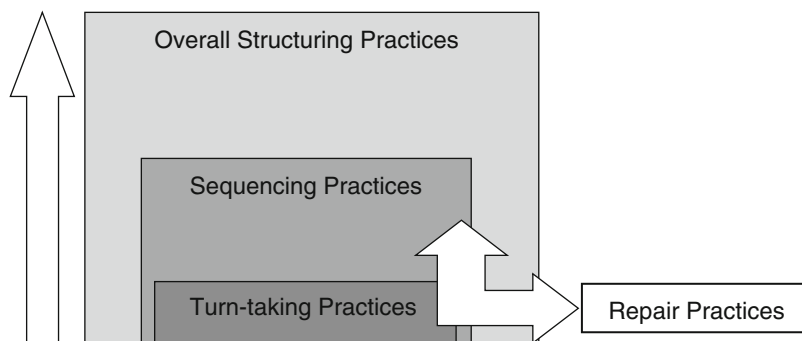 Overall Structuring Practices
Sequencing Practices
Turn-taking Practices
Repair Practices